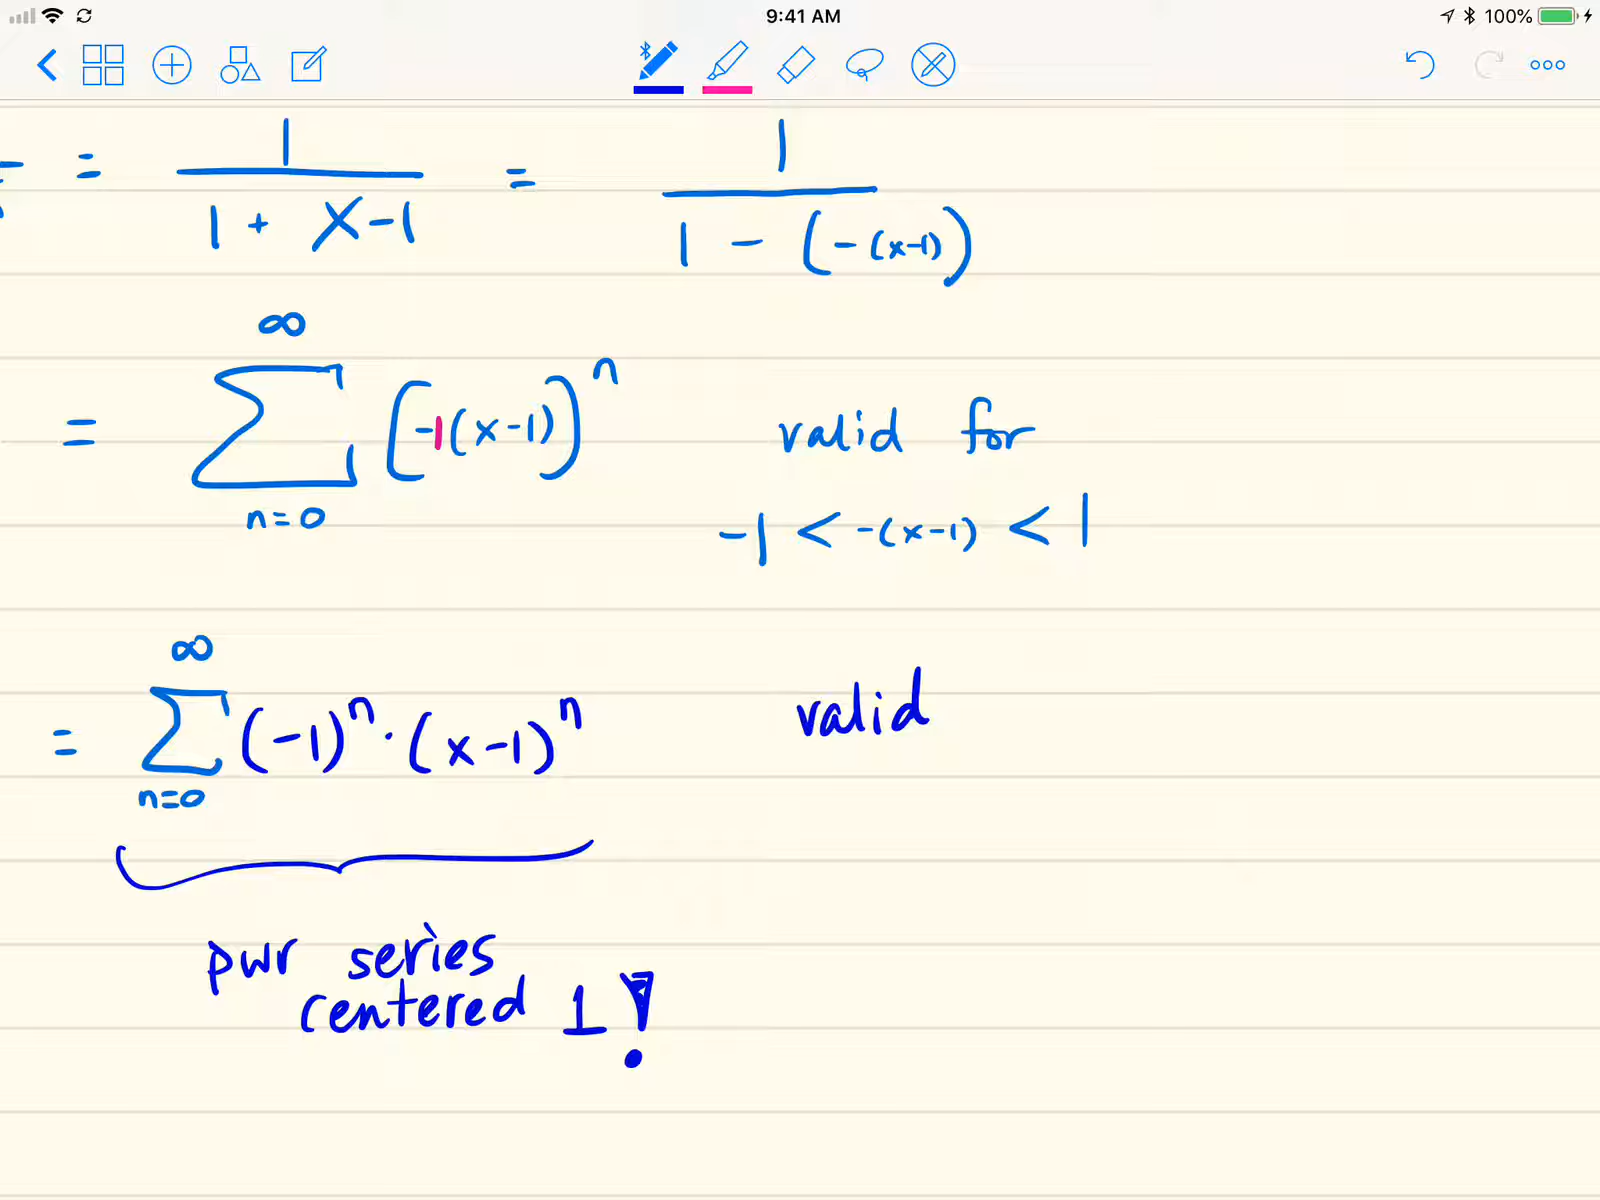 9:41 AM
100%
= 1/(1 + x-1) = 1/(1 - (-(x-1)))
= ∑_{n=0}^{∞} [-1(x-1)]^n valid for
-1 < -(x-1) < 1
= ∑_{n=0}^{∞} (-1)^n · (x-1)^n valid
pwr series
centered 1!